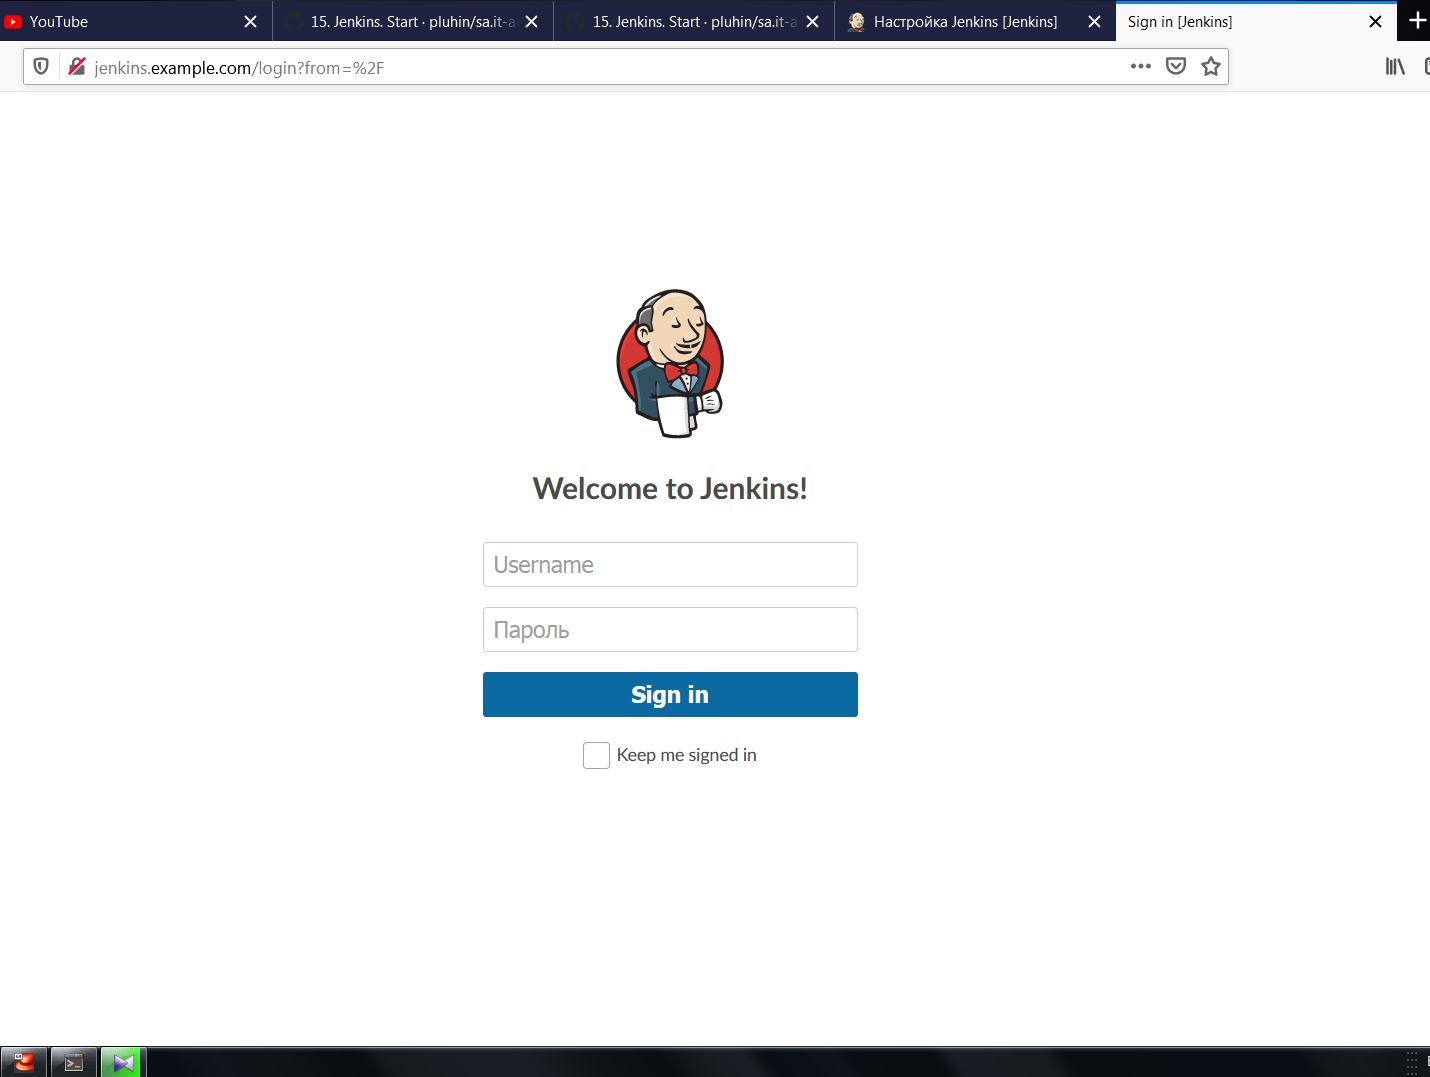 YouTube
15. Jenkins. Start · pluhin/sa.it-a
15. Jenkins. Start · pluhin/sa.it-a
Настройка Jenkins [Jenkins]
Sign in [Jenkins]
jenkins.example.com/login?from=%2F
Welcome to Jenkins!
Username
Пароль
Sign in
Keep me signed in